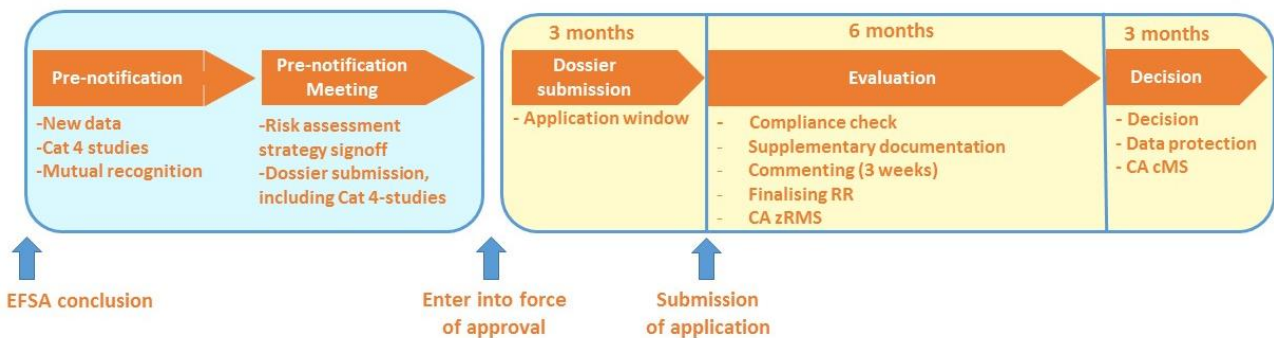 3 months
6 months
3 months
Pre-notification
Pre-notification
Meeting
Dossier
submission
Evaluation
Decision
-New data
-Cat 4 studies
-Mutual recognition
-Risk assessment
strategy signoff
-Dossier submission,
including Cat 4-studies
- Application window
- Compliance check
- Supplementary documentation
- Commenting (3 weeks)
- Finalising RR
- CA zRMS
- Decision
- Data protection
- CA cMS
EFSA conclusion
Enter into force
of approval
Submission
of application